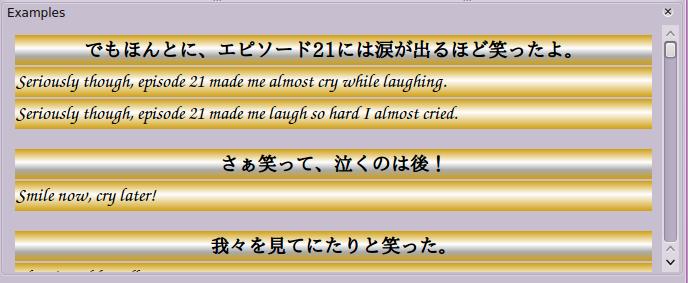 Examples
でもほんとに、エピソード21には涙が出るほど笑ったよ。
Seriously though, episode 21 made me almost cry while laughing.
Seriously though, episode 21 made me laugh so hard I almost cried.
さぁ笑って、泣くのは後！
Smile now, cry later!
我々を見てにたりと笑った。